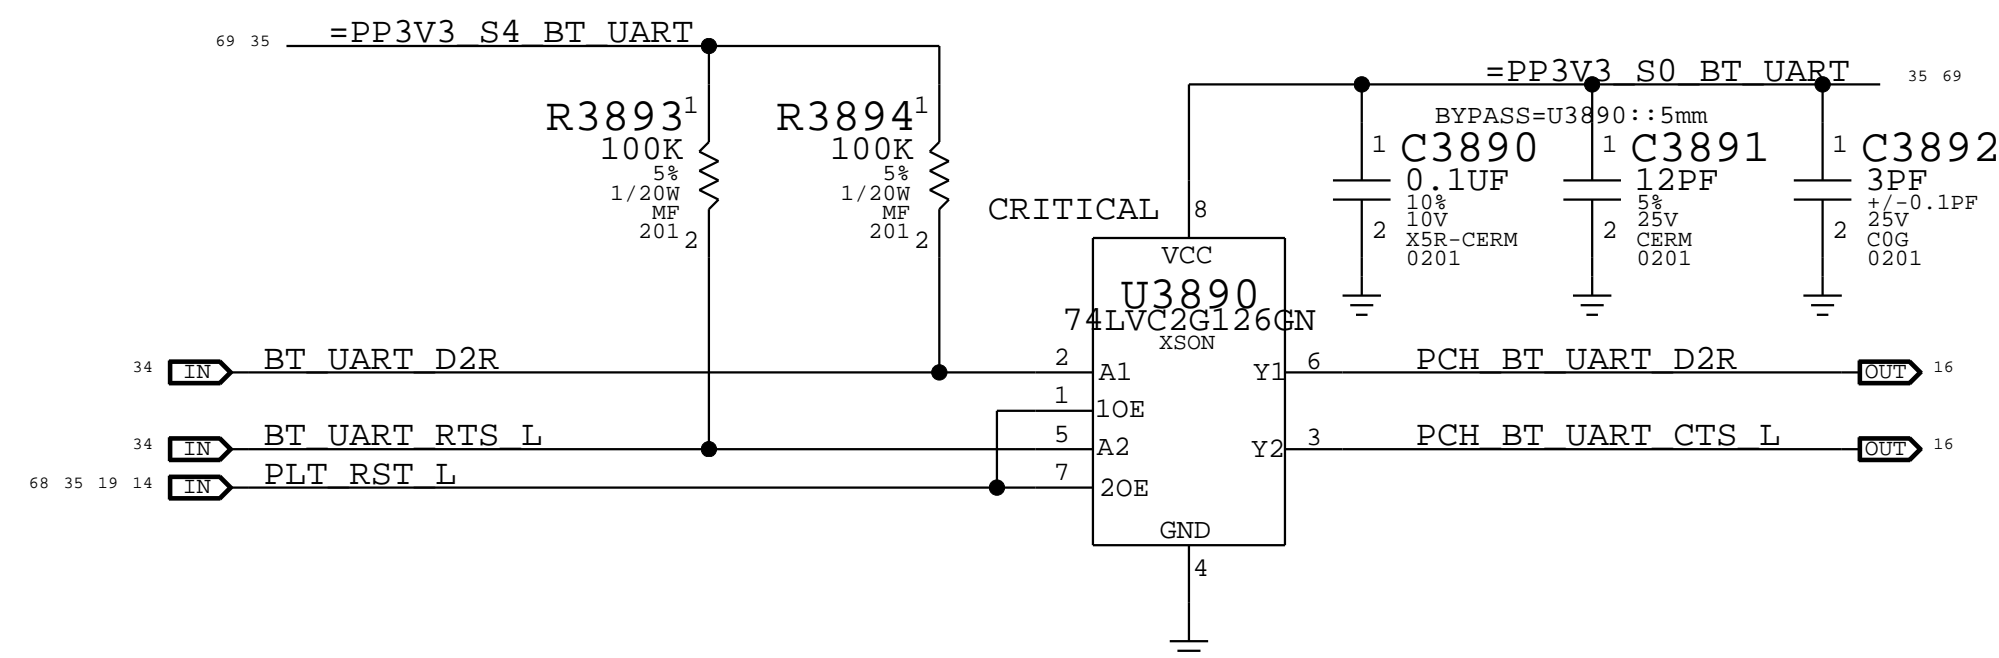 69 35 =PP3V3_S4_BT_UART
=PP3V3_S0_BT_UART 35 69
BYPASS=U3890::5mm
R3893 1
100K
5%
1/20W
MF
201 2
R3894 1
100K
5%
1/20W
MF
201 2
1 C3890
0.1UF
10%
10V
2 X5R-CERM
0201
1 C3891
12PF
5%
25V
2 CERM
0201
1 C3892
3PF
+/-0.1PF
25V
2 C0G
0201
CRITICAL 8
VCC
U3890
74LVC2G126GN
XSON
34 IN BT_UART_D2R 2 A1 Y1 6 PCH_BT_UART_D2R OUT 16
1 1OE
34 IN BT_UART_RTS_L 5 A2 Y2 3 PCH_BT_UART_CTS_L OUT 16
68 35 19 14 IN PLT_RST_L 7 2OE
GND
4